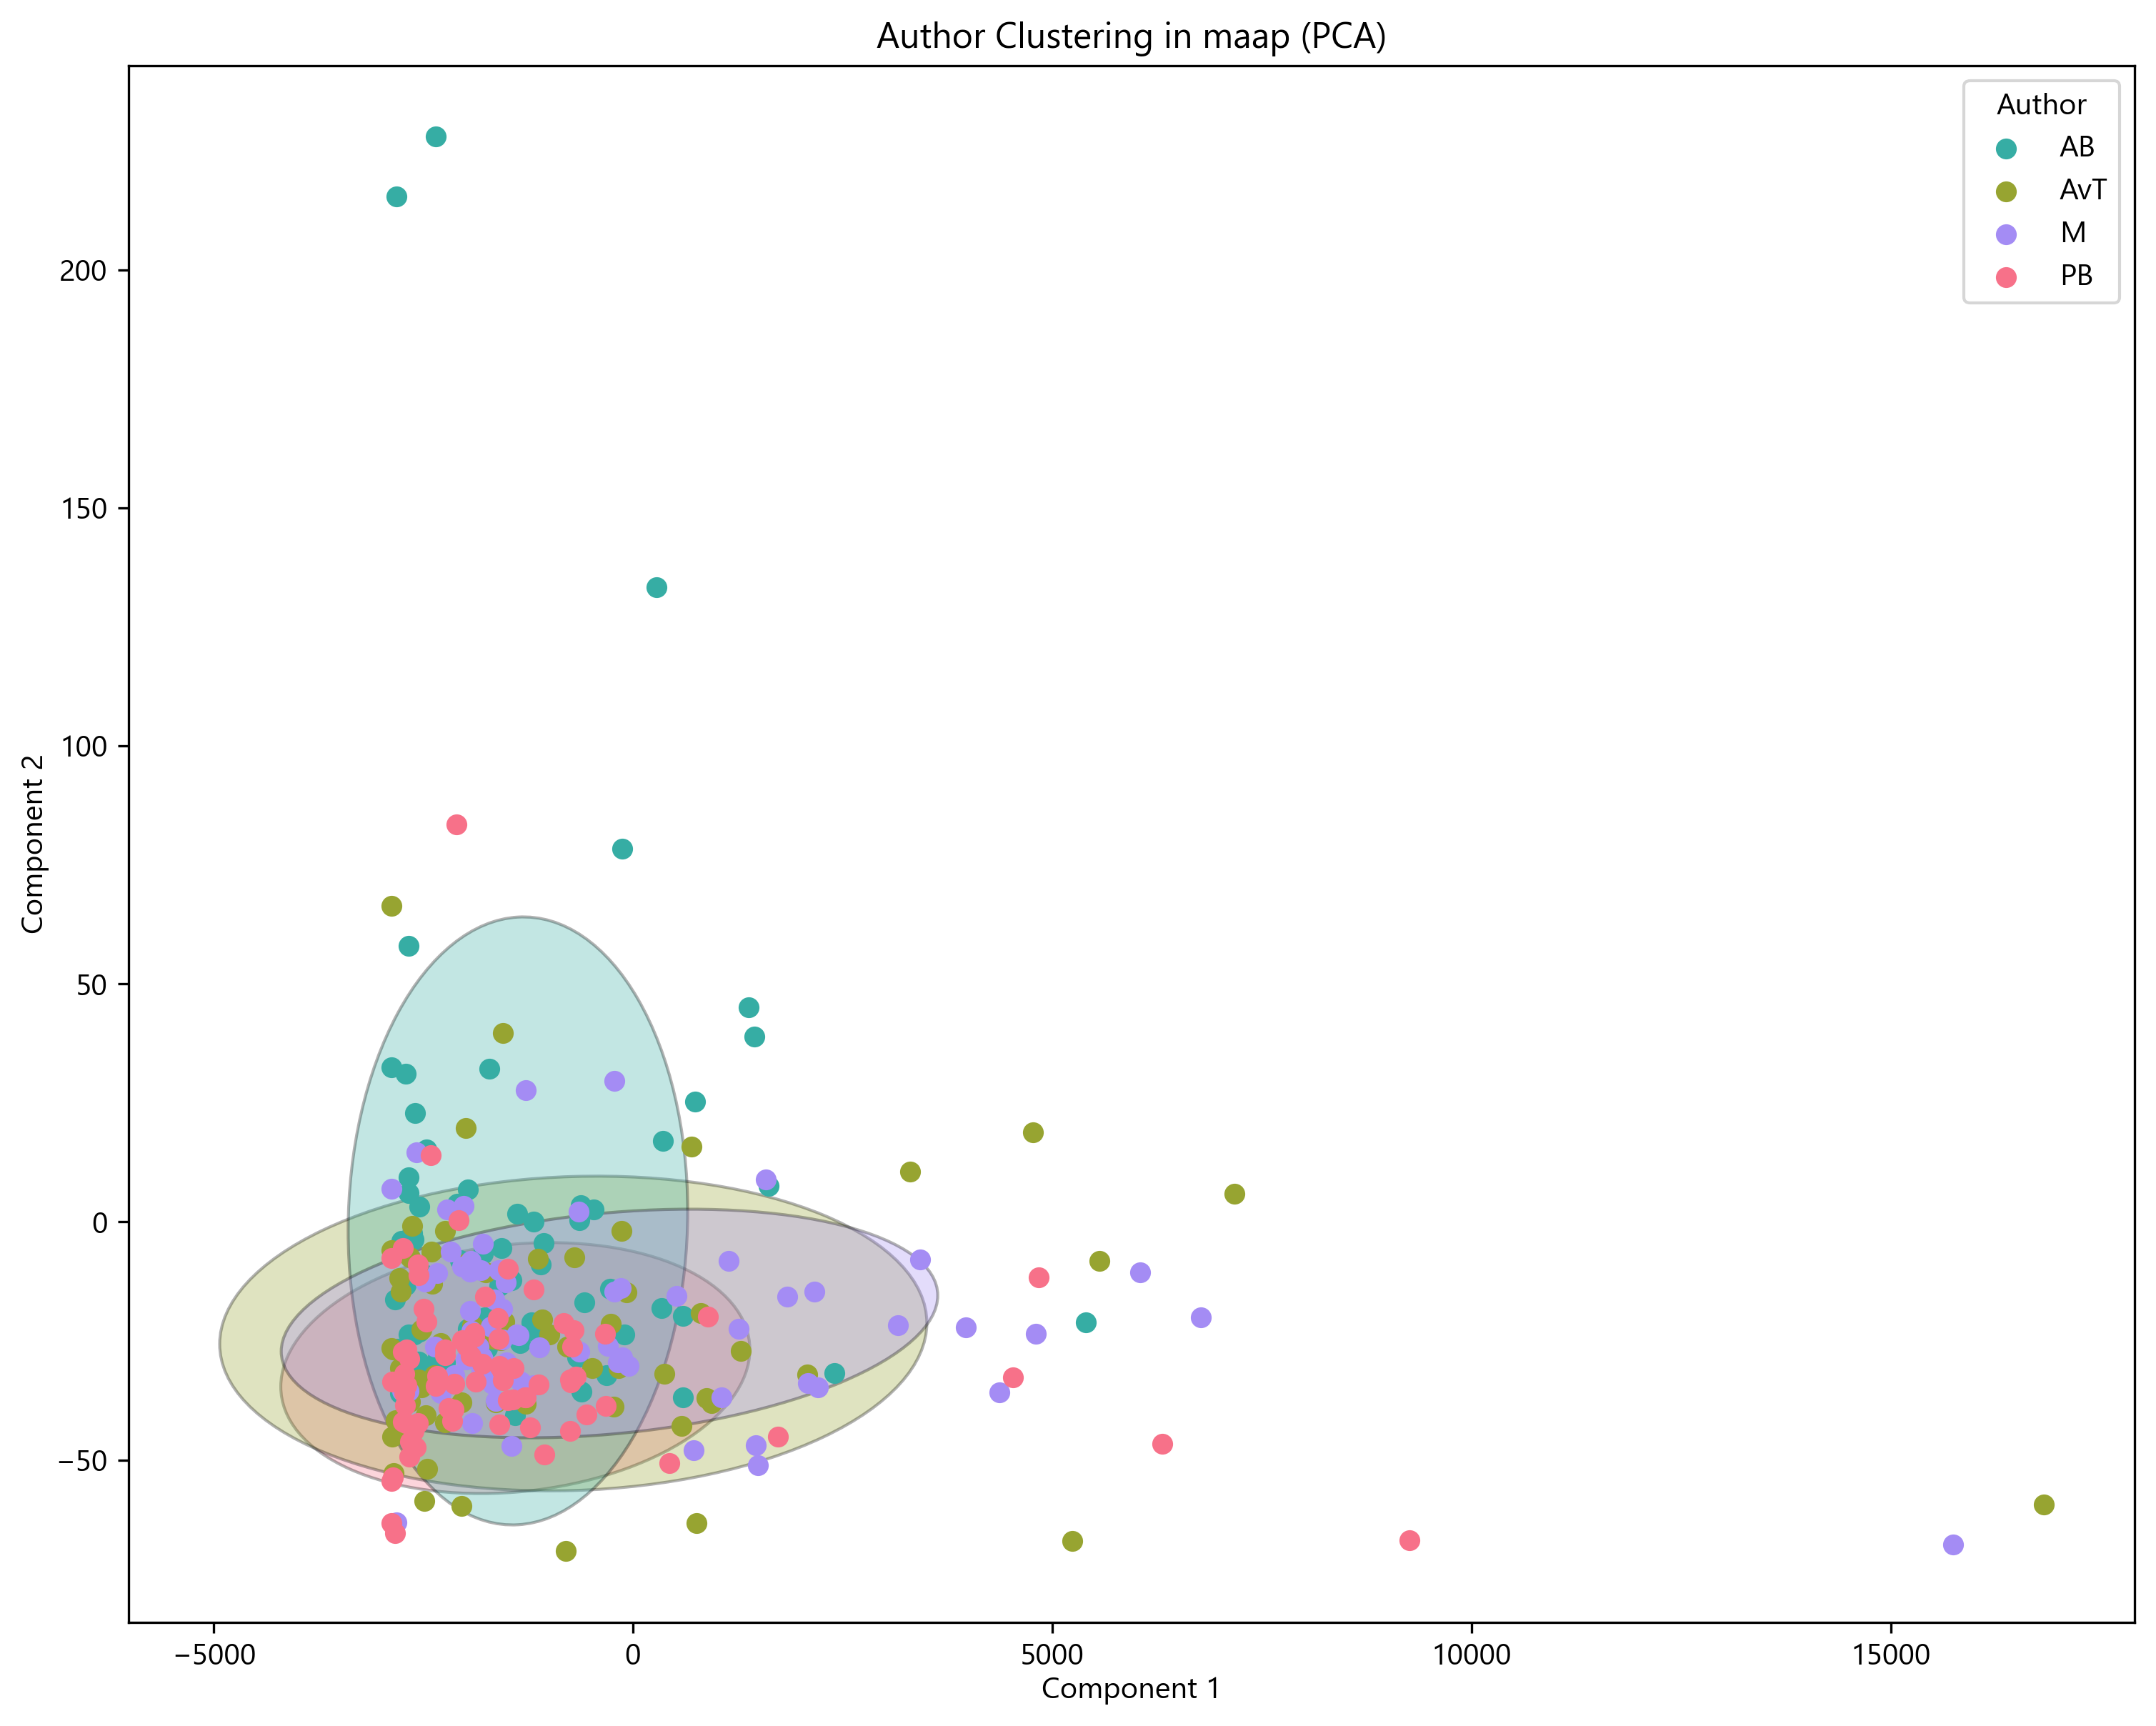 Author Clustering in maap (PCA)
Author
AB
AvT
M
PB
200
150
100
50
0
−50
Component 2
−5000
0
5000
10000
15000
Component 1